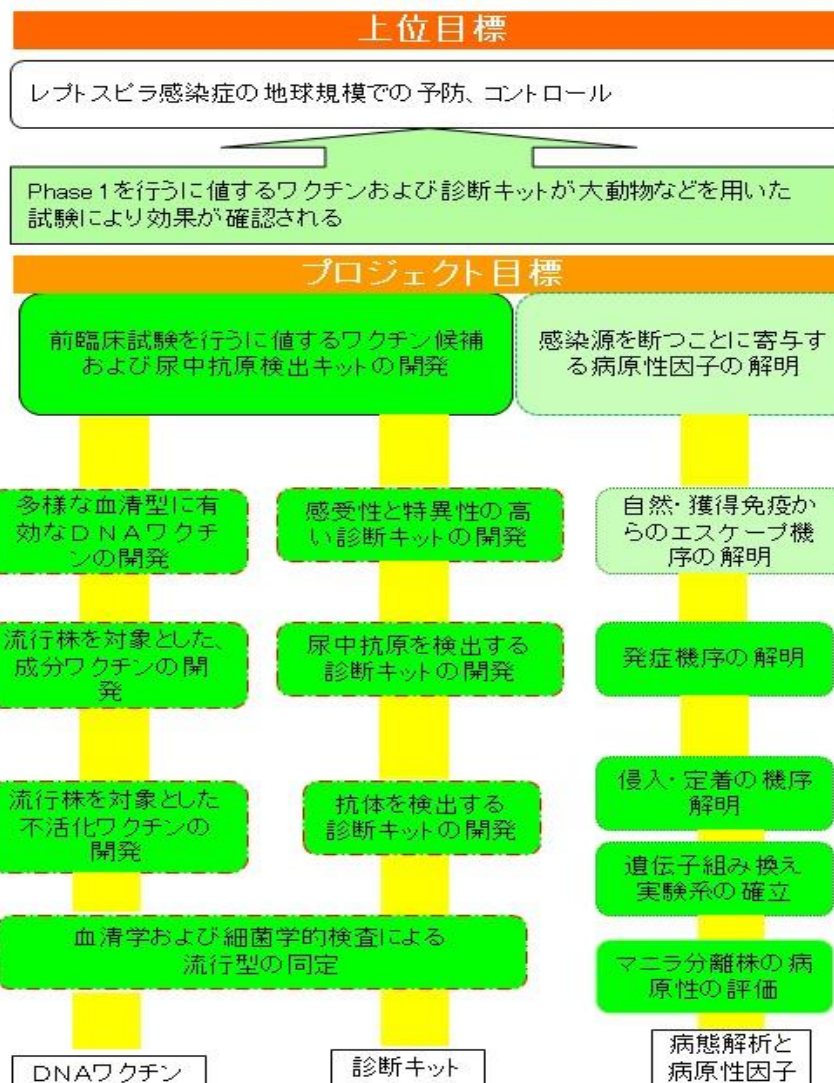 上位目標
レプトスピラ感染症の地球規模での予防、コントロール
Phase 1を行うに値するワクチンおよび診断キットが大動物などを用いた
試験により効果が確認される
プロジェクト目標
前臨床試験を行うに値するワクチン候補
および尿中抗原検出キットの開発
感染源を断つことに寄与す
る病原性因子の解明
多様な血清型に有
効なDNAワクチ
ンの開発
感受性と特異性の高
い診断キットの開発
自然・獲得免疫か
らのエスケープ機
序の解明
流行株を対象とした、
成分ワクチンの開
発
尿中抗原を検出する
診断キットの開発
発症機序の解明
流行株を対象とした
不活化ワクチンの
開発
抗体を検出する
診断キットの開発
侵入・定着の機序
解明
遺伝子組み換え
実験系の確立
血清学および細菌学的検査による
流行型の同定
マニラ分離株の病
原性の評価
DNAワクチン
診断キット
病態解析と
病原性因子